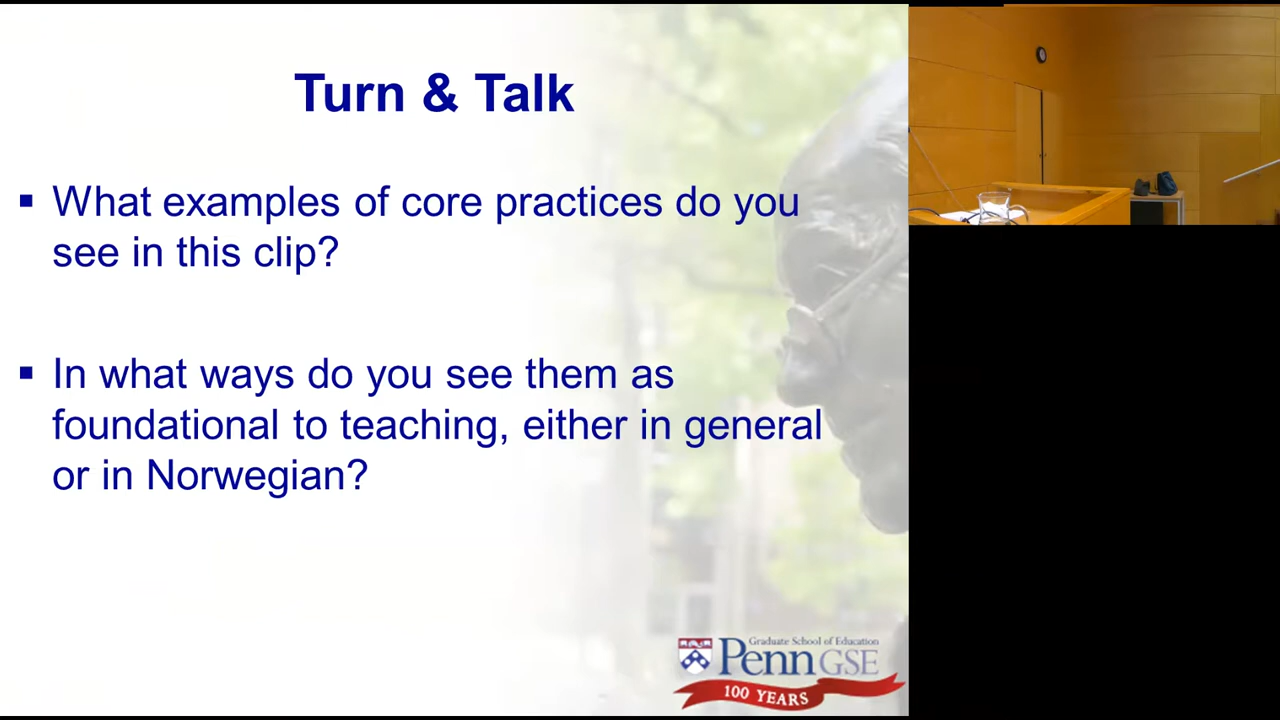 Turn & Talk
▪ What examples of core practices do you
see in this clip?
▪ In what ways do you see them as
foundational to teaching, either in general
or in Norwegian?
Graduate School of Education
Penn GSE
100 YEARS